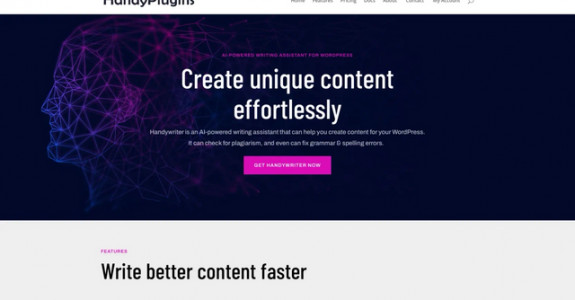 HandyPlugins
Home Features Pricing Docs About Contact My Account
AI-POWERED WRITING ASSISTANT FOR WORDPRESS
Create unique content
effortlessly
Handywriter is an AI-powered writing assistant that can help you create content for your WordPress.
It can check for plagiarism, and even can fix grammar & spelling errors.
GET HANDYWRITER NOW
FEATURES
Write better content faster